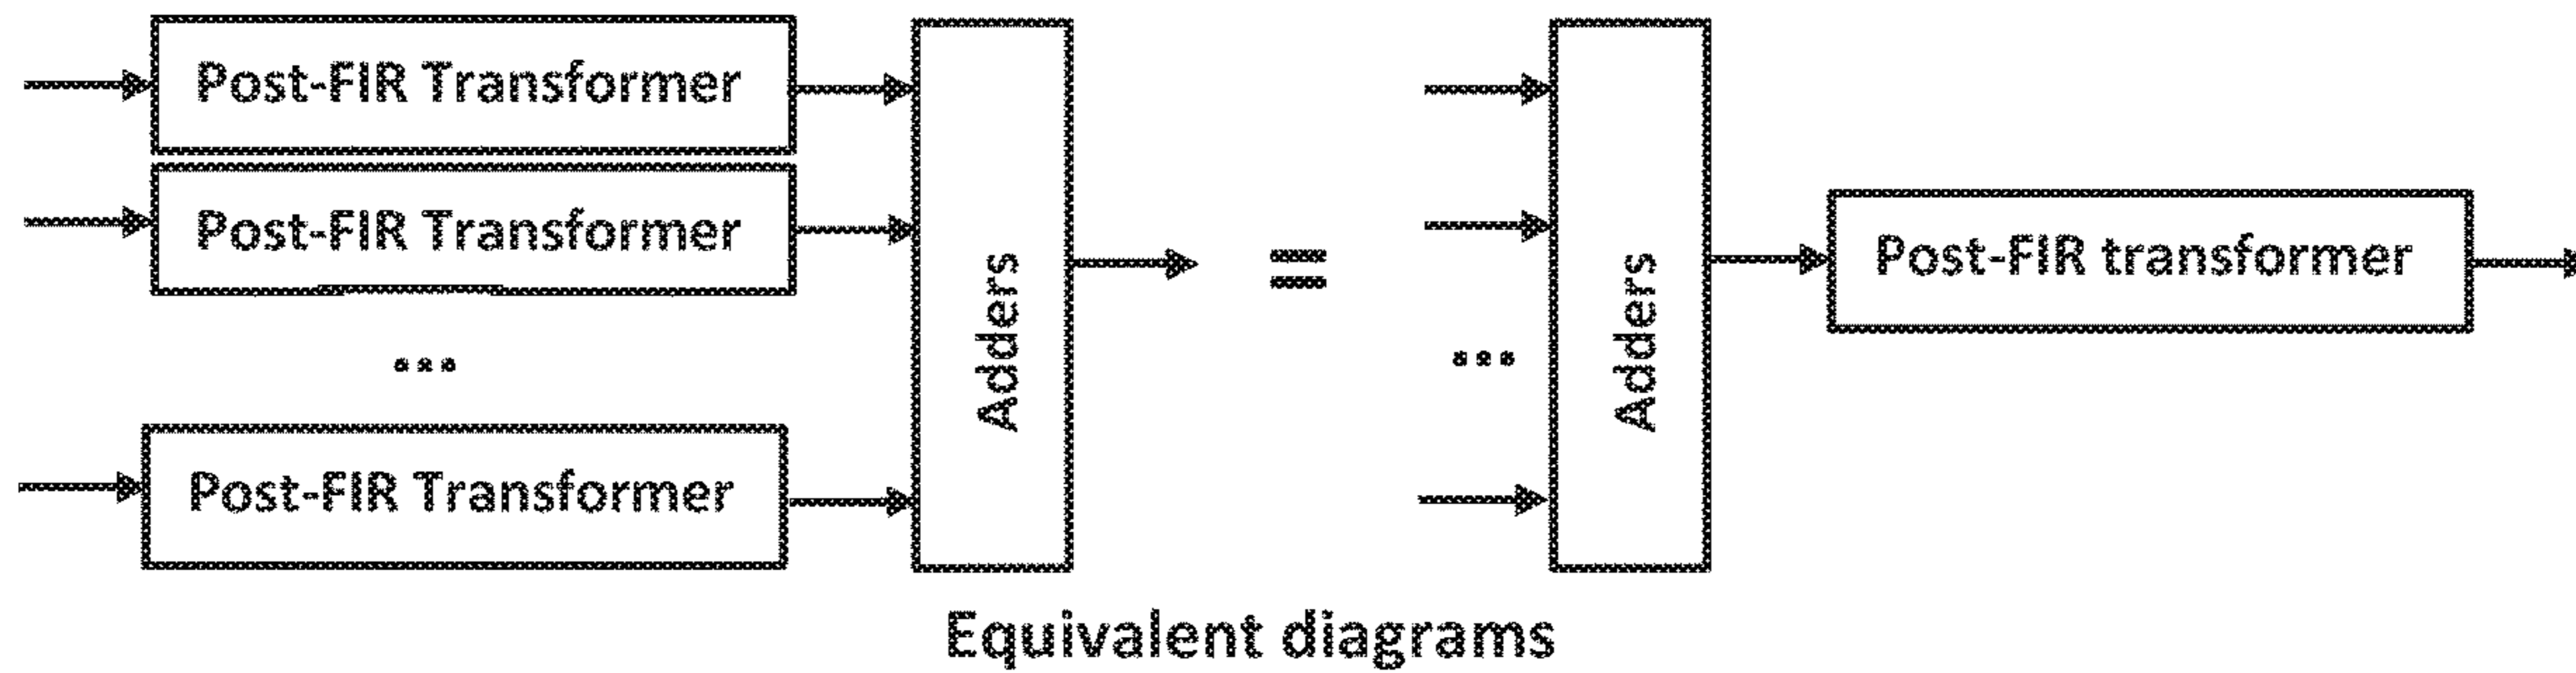 Post-FIR Transformer
Post-FIR Transformer
...
Post-FIR Transformer
Adders
=
...
Adders
Post-FIR transformer
Equivalent diagrams